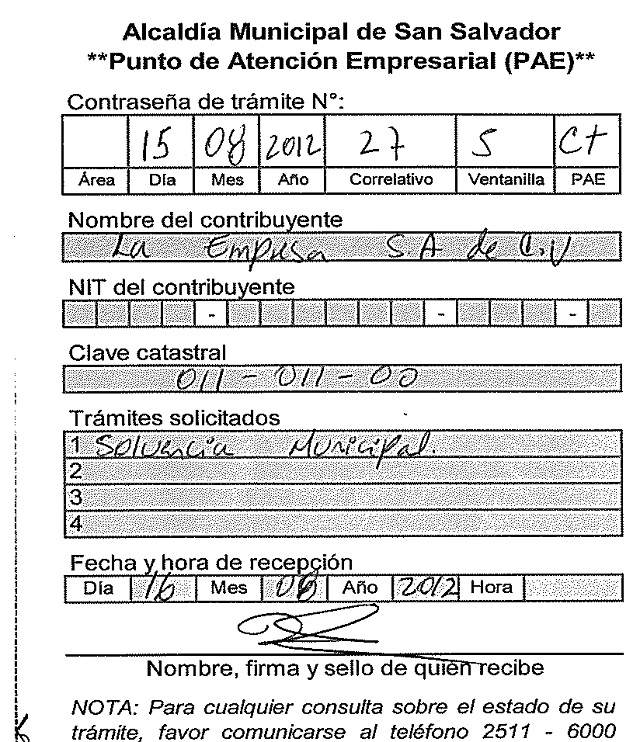 Alcaldía Municipal de San Salvador
**Punto de Atención Empresarial (PAE)**
Contraseña de trámite N°:
15 08 2012 27 5 Ct
Área Día Mes Año Correlativo Ventanilla PAE
Nombre del contribuyente
La Empresa S A de C.V
NIT del contribuyente
- - -
Clave catastral
011-011-00
Trámites solicitados
1 Solvencia Municipal.
2
3
4
Fecha y hora de recepción
Día 16 Mes 08 Año 2012 Hora
Nombre, firma y sello de quien recibe
NOTA: Para cualquier consulta sobre el estado de su
trámite, favor comunicarse al teléfono 2511 - 6000